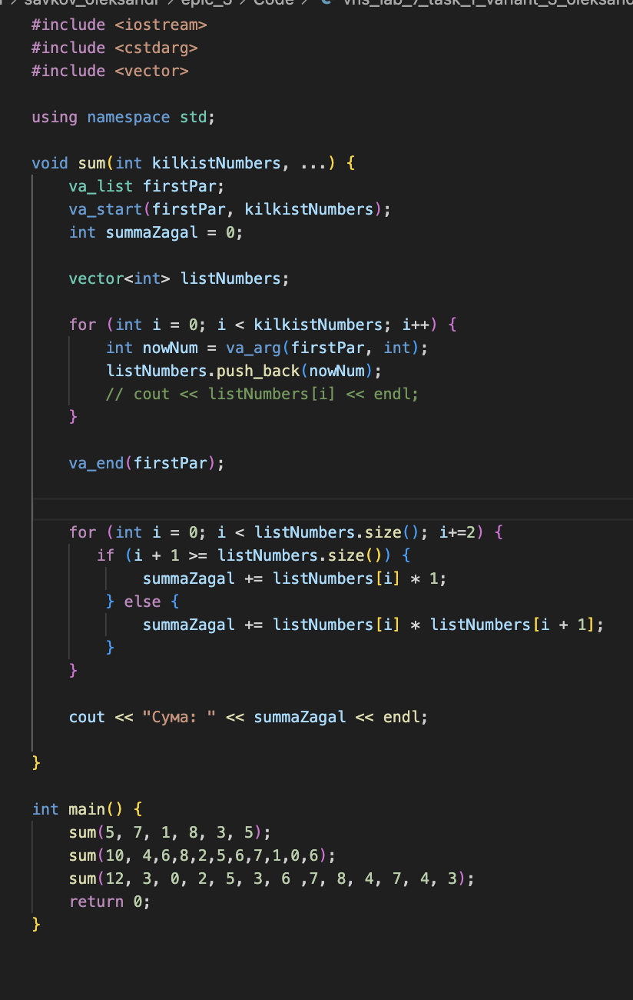 savkov_oleksandr > epic_5 > Code >
#include <iostream>
#include <cstdarg>
#include <vector>
using namespace std;
void sum(int kilkistNumbers, ...) {
va_list firstPar;
va_start(firstPar, kilkistNumbers);
int summaZagal = 0;
vector<int> listNumbers;
for (int i = 0; i < kilkistNumbers; i++) {
int nowNum = va_arg(firstPar, int);
listNumbers.push_back(nowNum);
// cout << listNumbers[i] << endl;
}
va_end(firstPar);
for (int i = 0; i < listNumbers.size(); i+=2) {
if (i + 1 >= listNumbers.size()) {
summaZagal += listNumbers[i] * 1;
} else {
summaZagal += listNumbers[i] * listNumbers[i + 1];
}
}
cout << "Сума: " << summaZagal << endl;
}
int main() {
sum(5, 7, 1, 8, 3, 5);
sum(10, 4,6,8,2,5,6,7,1,0,6);
sum(12, 3, 0, 2, 5, 3, 6 ,7, 8, 4, 7, 4, 3);
return 0;
}